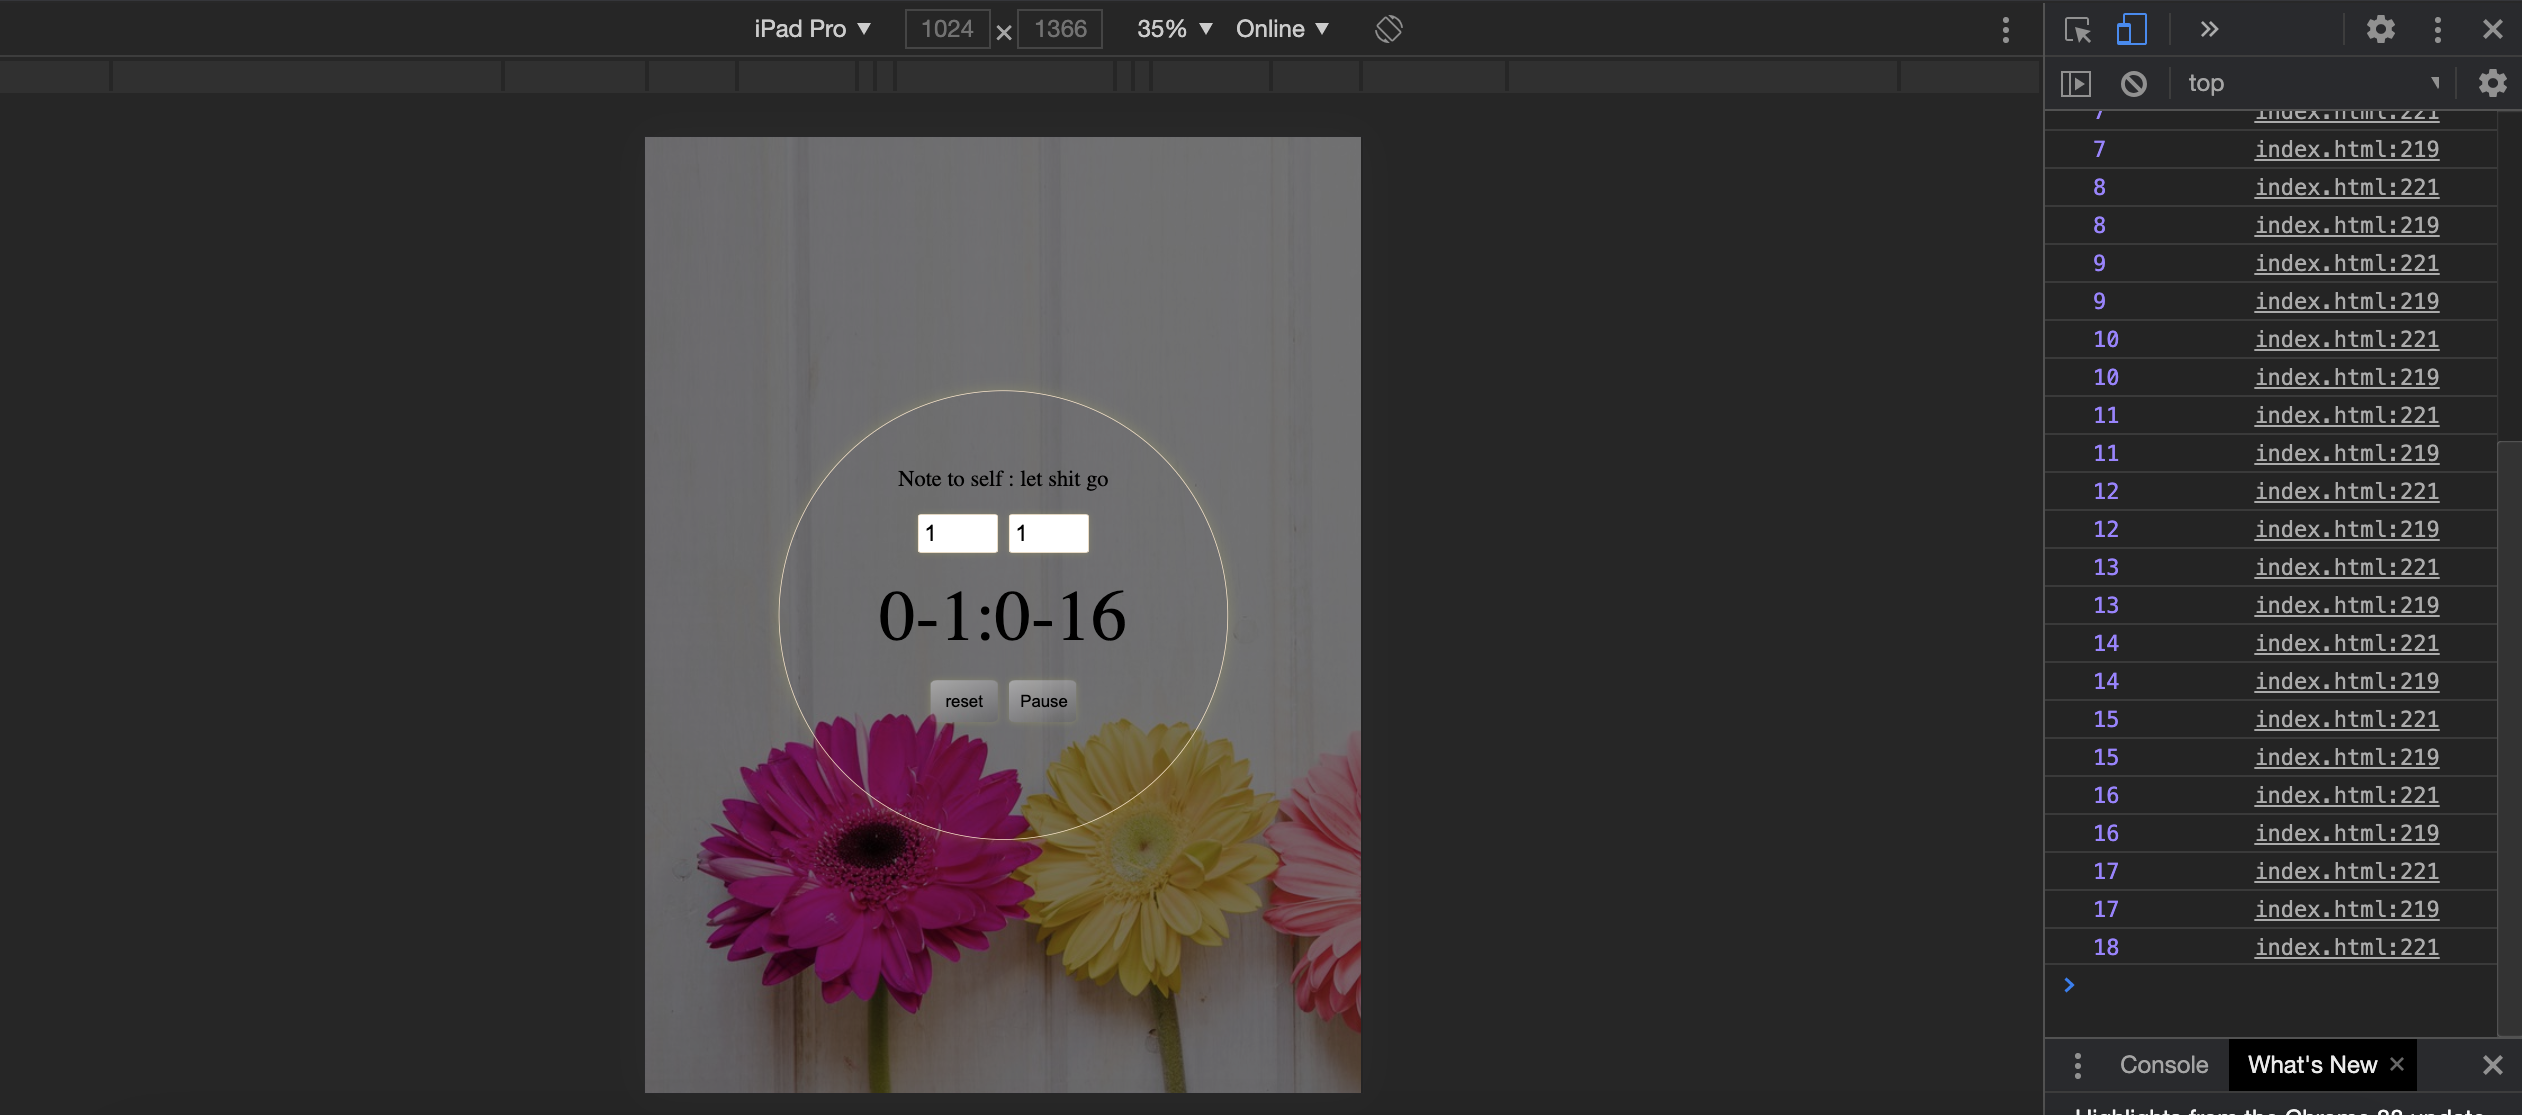 iPad Pro ▼ 1024 × 1366 35% ▼ Online ▼
top
7 index.html:221
7 index.html:219
8 index.html:221
8 index.html:219
9 index.html:221
9 index.html:219
10 index.html:221
10 index.html:219
11 index.html:221
11 index.html:219
12 index.html:221
12 index.html:219
13 index.html:221
13 index.html:219
14 index.html:221
14 index.html:219
15 index.html:221
15 index.html:219
16 index.html:221
16 index.html:219
17 index.html:221
17 index.html:219
18 index.html:221
Note to self : let shit go
1 1
0-1:0-16
reset Pause
Console What's New
Highlights from the Chrome 88 update